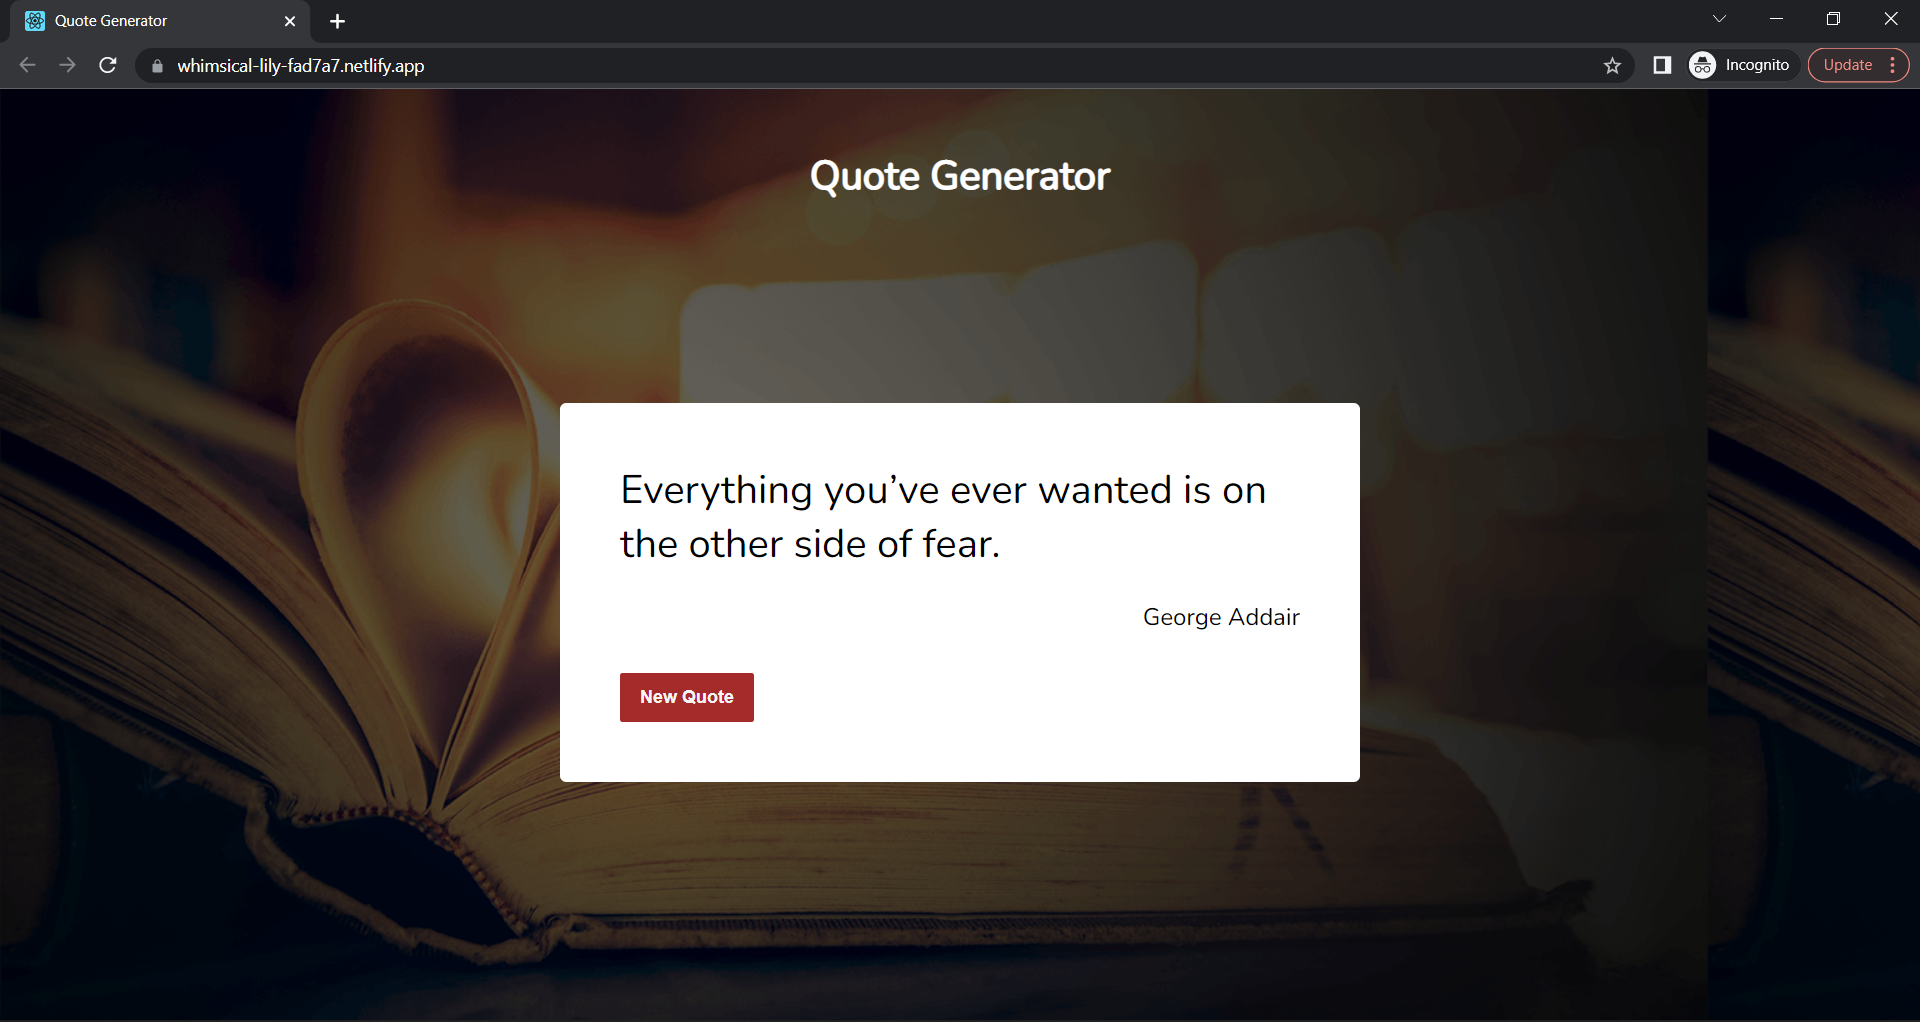 Quote Generator
whimsical-lily-fad7a7.netlify.app
Incognito
Update
Quote Generator
Everything you’ve ever wanted is on
the other side of fear.
George Addair
New Quote